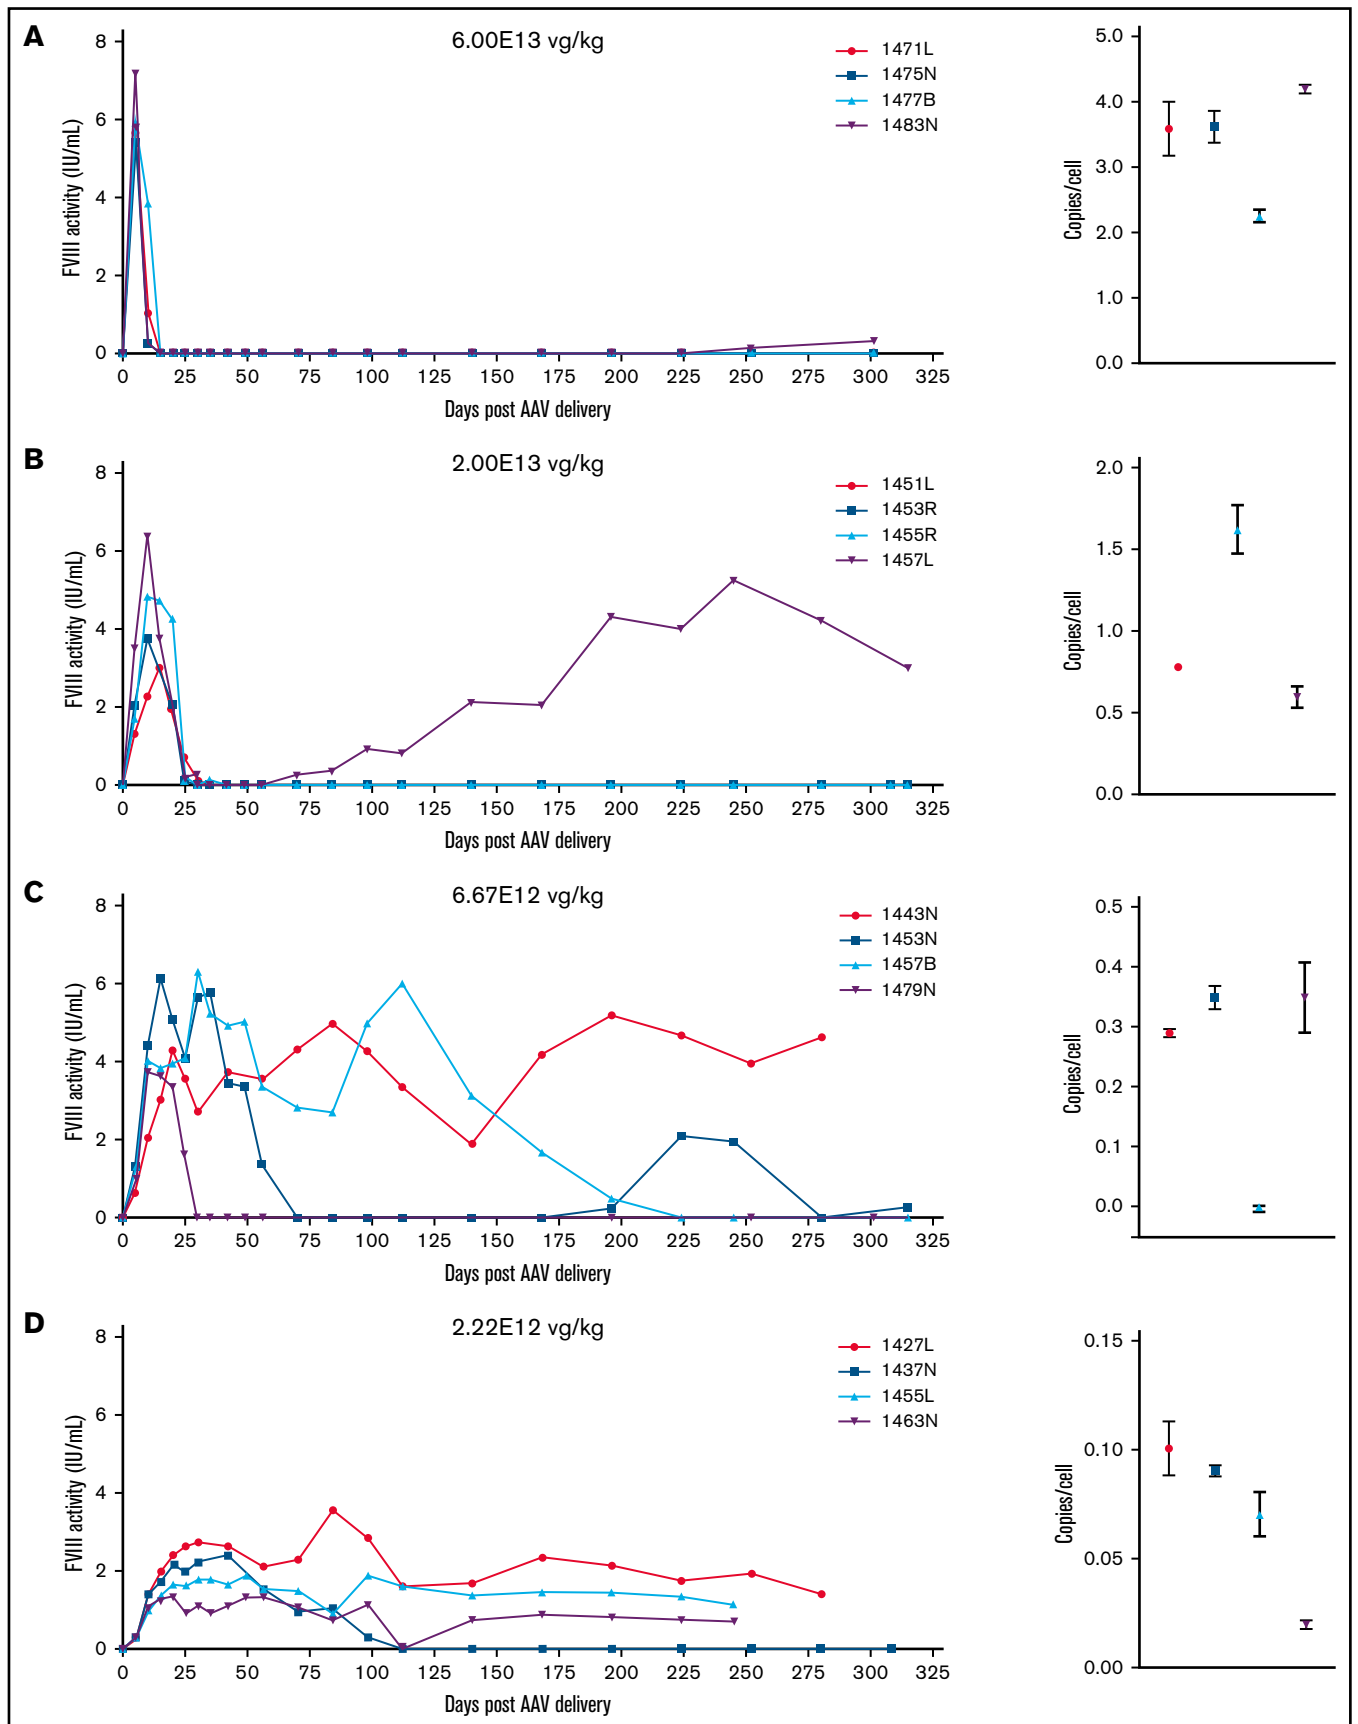 A
6.00E13 vg/kg
1471L
1475N
1477B
1483N
FVIII activity (IU/mL)
8
6
4
2
0
0 25 50 75 100 125 150 175 200 225 250 275 300 325
Days post AAV delivery
Copies/cell
5.0
4.0
3.0
2.0
1.0
0.0
B
2.00E13 vg/kg
1451L
1453R
1455R
1457L
FVIII activity (IU/mL)
8
6
4
2
0
0 25 50 75 100 125 150 175 200 225 250 275 300 325
Days post AAV delivery
Copies/cell
2.0
1.5
1.0
0.5
0.0
C
6.67E12 vg/kg
1443N
1453N
1457B
1479N
FVIII activity (IU/mL)
8
6
4
2
0
0 25 50 75 100 125 150 175 200 225 250 275 300 325
Days post AAV delivery
Copies/cell
0.5
0.4
0.3
0.2
0.1
0.0
D
2.22E12 vg/kg
1427L
1437N
1455L
1463N
FVIII activity (IU/mL)
8
6
4
2
0
0 25 50 75 100 125 150 175 200 225 250 275 300 325
Days post AAV delivery
Copies/cell
0.15
0.10
0.05
0.00